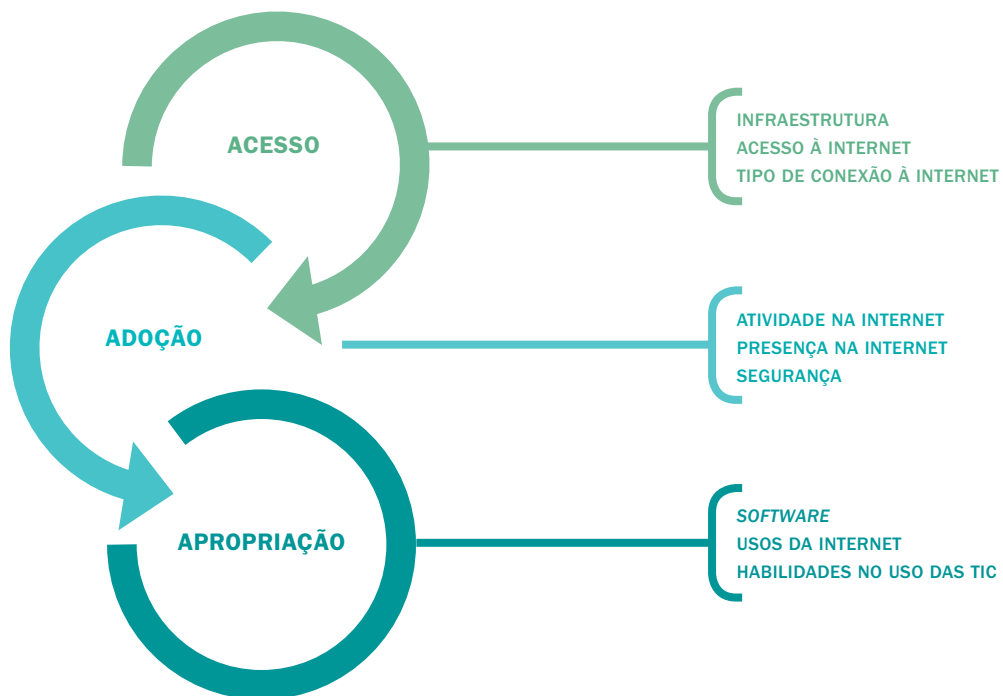 ACESSO
INFRAESTRUTURA
ACESSO À INTERNET
TIPO DE CONEXÃO À INTERNET
ADOÇÃO
ATIVIDADE NA INTERNET
PRESENÇA NA INTERNET
SEGURANÇA
APROPRIAÇÃO
SOFTWARE
USOS DA INTERNET
HABILIDADES NO USO DAS TIC